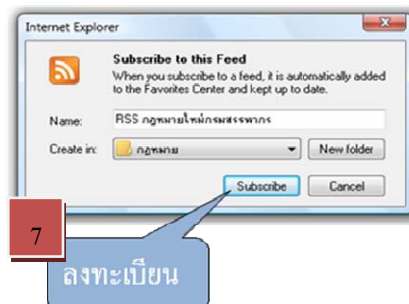 Internet Explorer
Subscribe to this Feed
When you subscribe to a feed, it is automatically added
to the Favorites Center and kept up to date.
Name: RSS กฎหมายใหม่กรมสรรพากร
Create in: กฎหมาย New folder
Subscribe Cancel
7
ลงทะเบียน